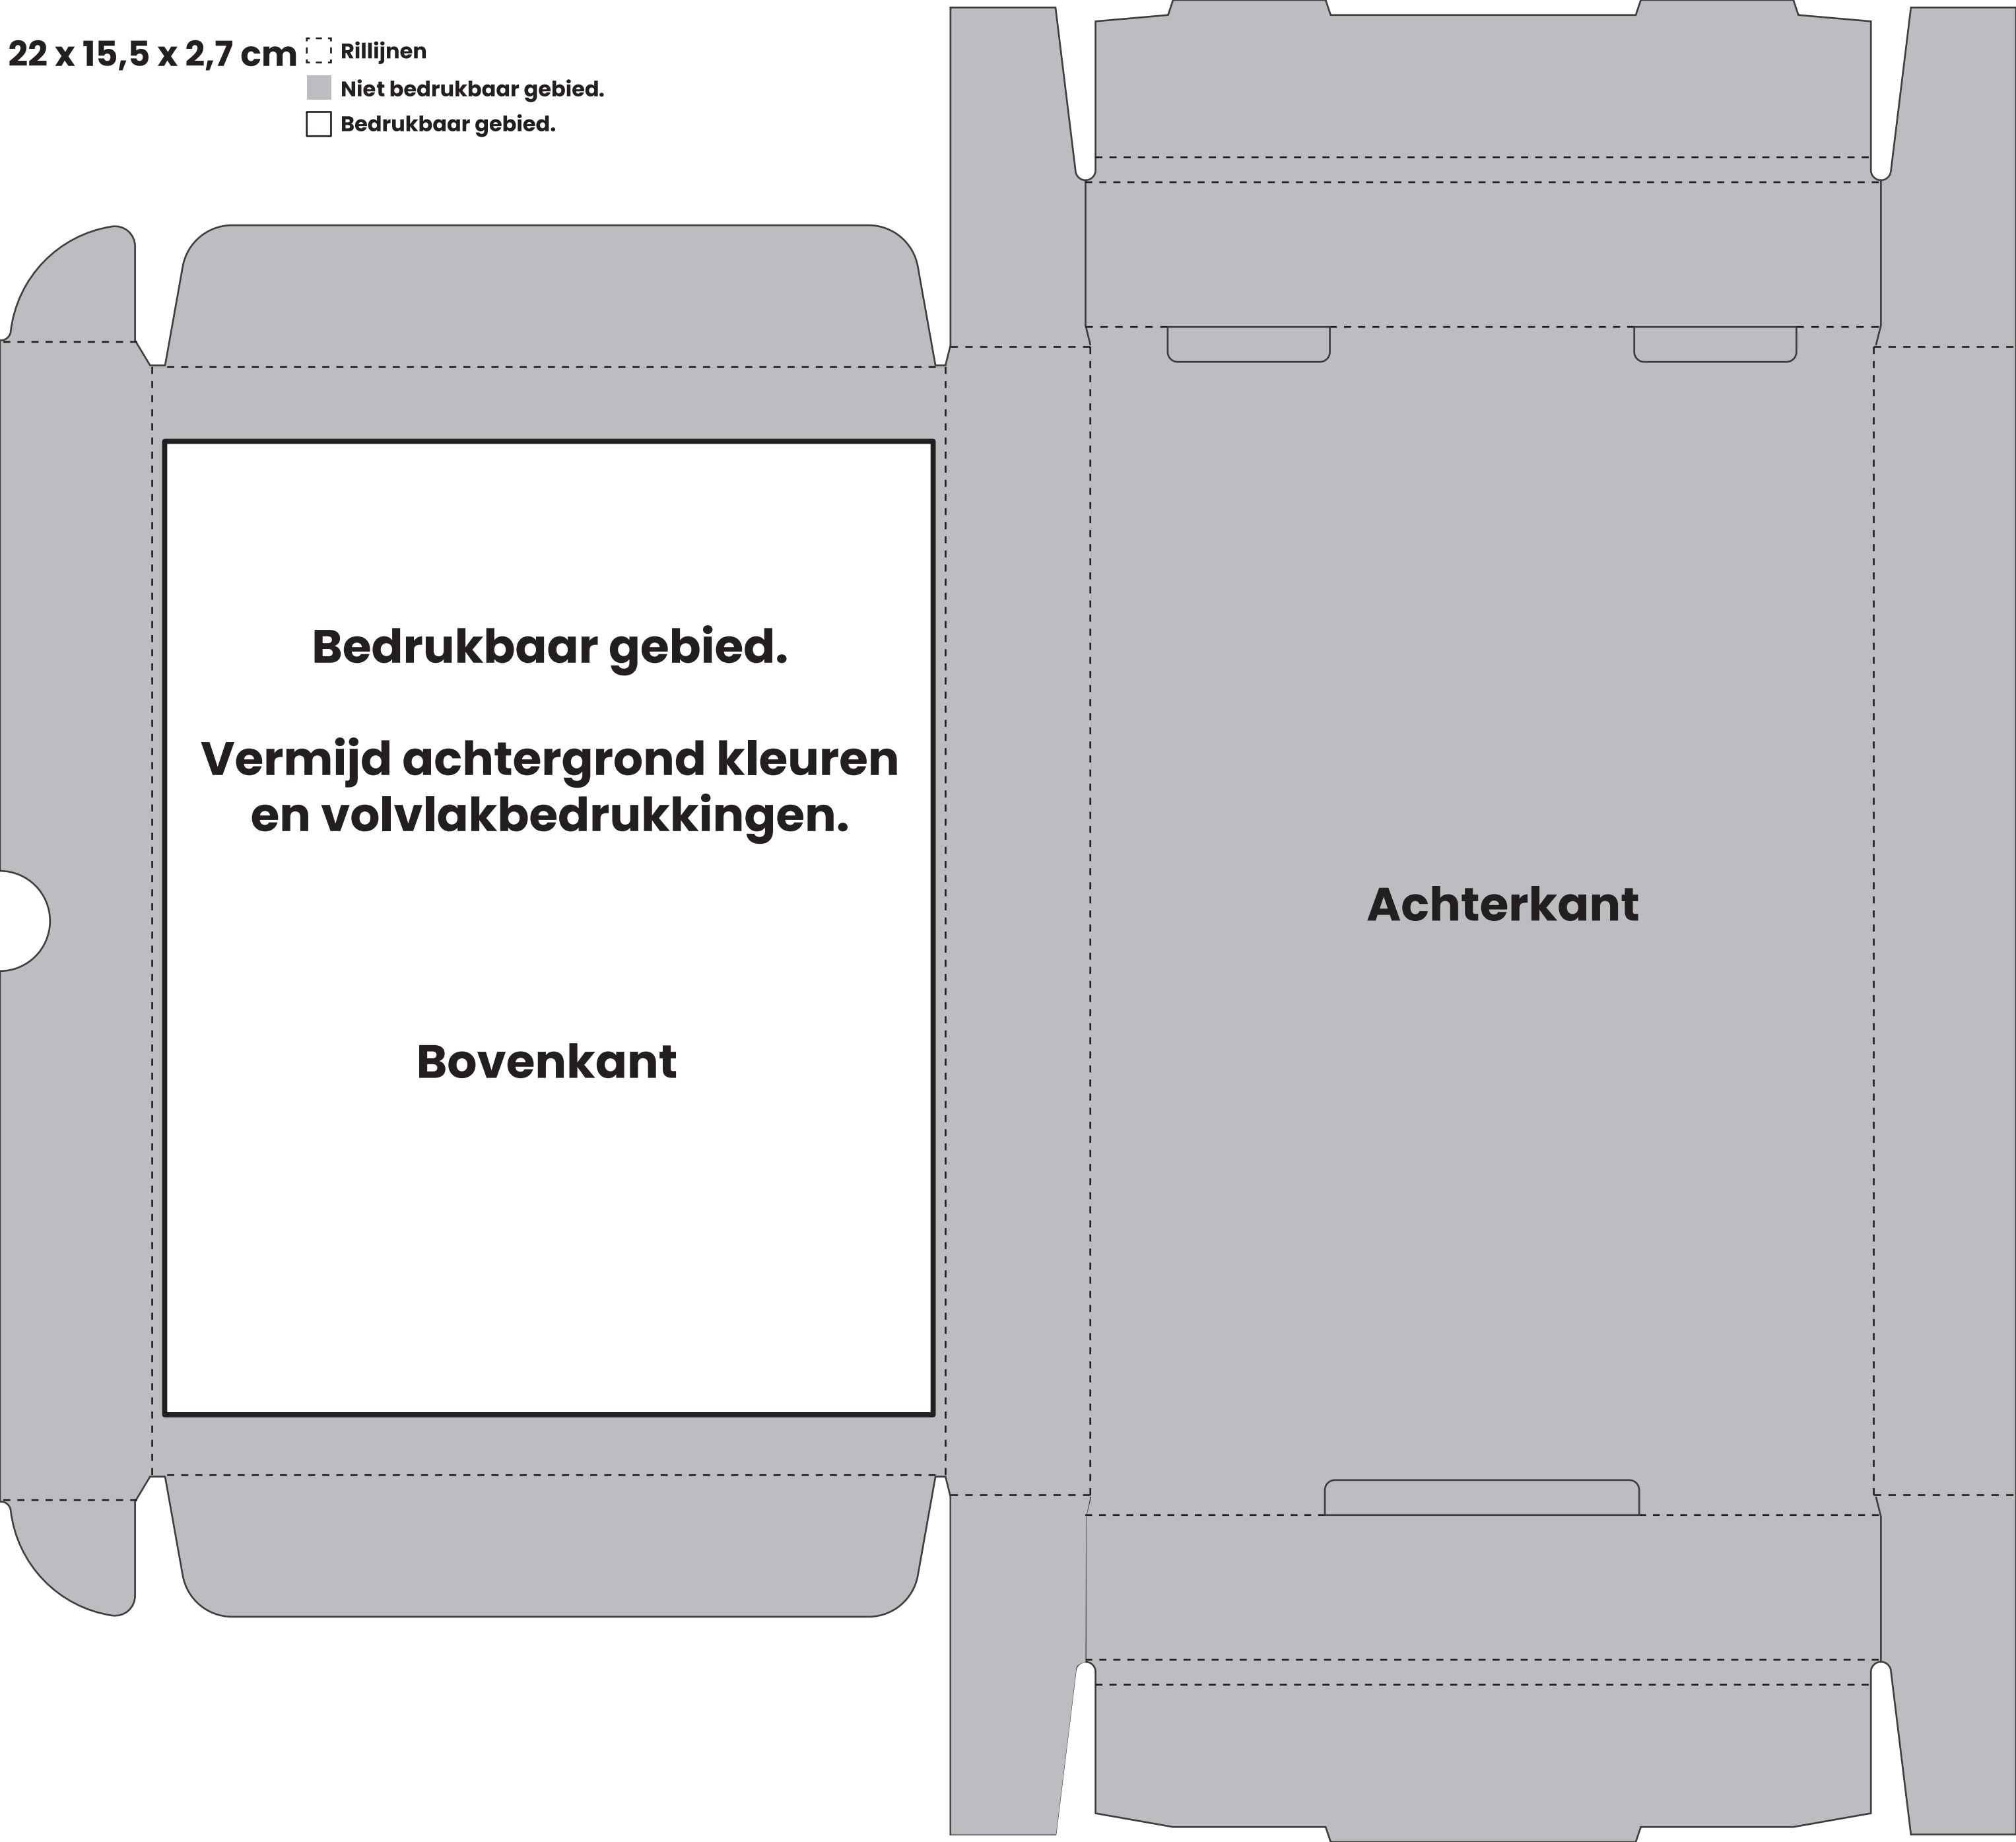 22 x 15,5 x 2,7 cm
Rillijnen
Niet bedrukbaar gebied.
Bedrukbaar gebied.
Bedrukbaar gebied.
Vermijd achtergrond kleuren
en volvlakbedrukkingen.
Bovenkant
Achterkant